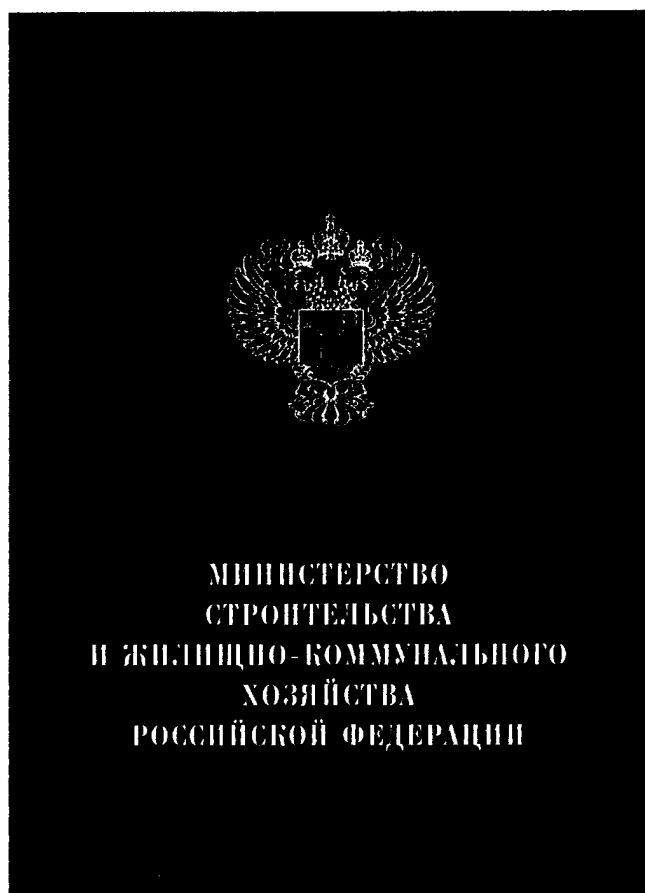 МИНИСТЕРСТВО
СТРОИТЕЛЬСТВА
И ЖИЛИЩНО-КОММУНАЛЬНОГО
ХОЗЯЙСТВА
РОССИЙСКОЙ ФЕДЕРАЦИИ